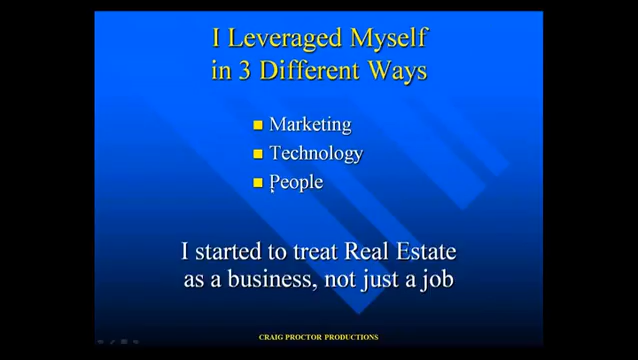 I Leveraged Myself
in 3 Different Ways
Marketing
Technology
People
I started to treat Real Estate
as a business, not just a job
CRAIG PROCTOR PRODUCTIONS